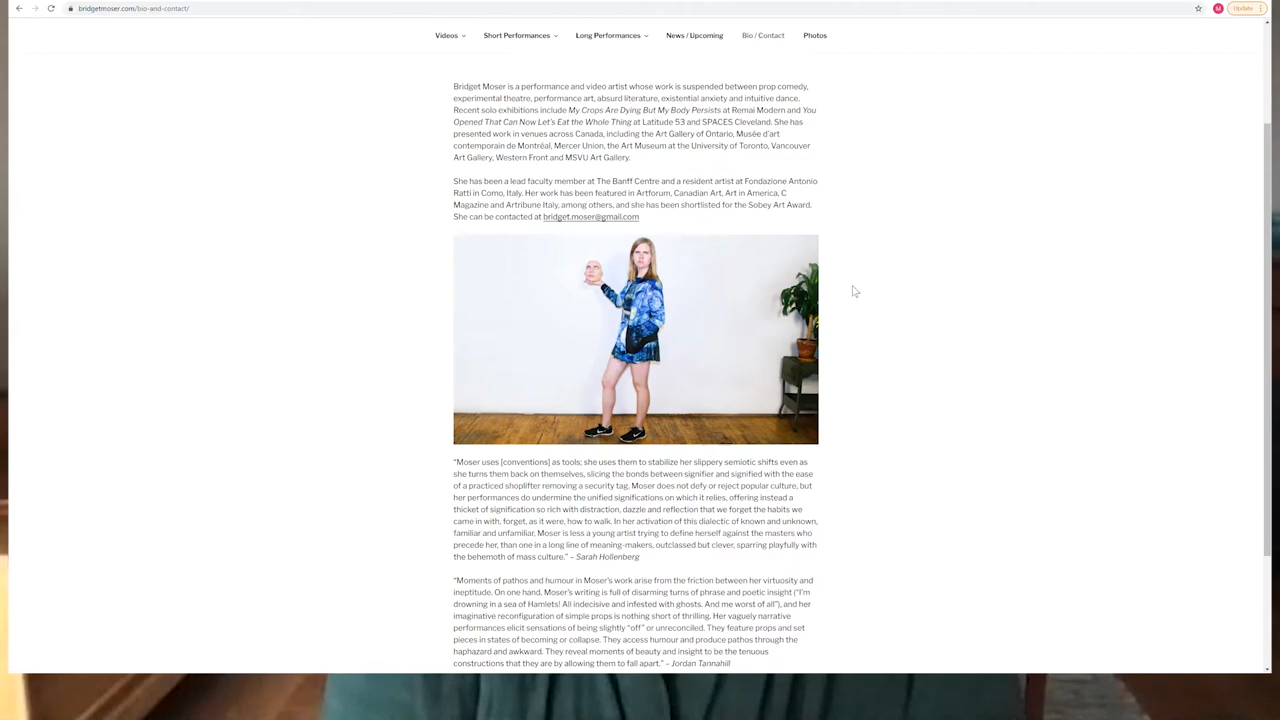 bridgetmoser.com/bio-and-contact/
M
Update
Videos Short Performances Long Performances News / Upcoming Bio / Contact Photos
Bridget Moser is a performance and video artist whose work is suspended between prop comedy,
experimental theatre, performance art, absurd literature, existential anxiety and intuitive dance.
Recent solo exhibitions include My Crops Are Dying But My Body Persists at Remai Modern and You
Opened That Can Now Let's Eat the Whole Thing at Latitude 53 and SPACES Cleveland. She has
presented work in venues across Canada, including the Art Gallery of Ontario, Musée d'art
contemporain de Montréal, Mercer Union, the Art Museum at the University of Toronto, Vancouver
Art Gallery, Western Front and MSVU Art Gallery.
She has been a lead faculty member at The Banff Centre and a resident artist at Fondazione Antonio
Ratti in Como, Italy. Her work has been featured in Artforum, Canadian Art, Art in America, C
Magazine and Artribune Italy, among others, and she has been shortlisted for the Sobey Art Award.
She can be contacted at bridget.moser@gmail.com
“Moser uses [conventions] as tools; she uses them to stabilize her slippery semiotic shifts even as
she turns them back on themselves, slicing the bonds between signifier and signified with the ease
of a practiced shoplifter removing a security tag. Moser does not defy or reject popular culture, but
her performances do undermine the unified significations on which it relies, offering instead a
thicket of signification so rich with distraction, dazzle and reflection that we forget the habits we
came in with, forget, as it were, how to walk. In her activation of this dialectic of known and unknown,
familiar and unfamiliar, Moser is less a young artist trying to define herself against the masters who
precede her, than one in a long line of meaning-makers, outclassed but clever, sparring playfully with
the behemoth of mass culture.” – Sarah Hollenberg
“Moments of pathos and humour in Moser's work arise from the friction between her virtuosity and
ineptitude. On one hand, Moser's writing is full of disarming turns of phrase and poetic insight (“I'm
drowning in a sea of Hamlets! All indecisive and infested with ghosts. And me worst of all”), and her
imaginative reconfiguration of simple props is nothing short of thrilling. Her vaguely narrative
performances elicit sensations of being slightly “off” or unreconciled. They feature props and set
pieces in states of becoming or collapse. They access humour and produce pathos through the
haphazard and awkward. They reveal moments of beauty and insight to be the tenuous
constructions that they are by allowing them to fall apart.” – Jordan Tannahill